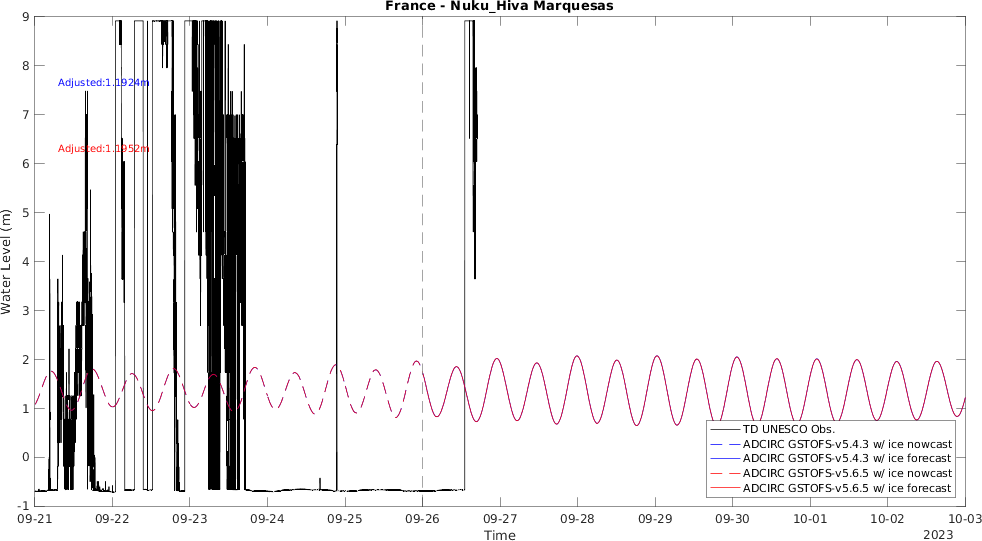 France - Nuku_Hiva Marquesas
9
8
7
6
5
4
3
2
1
0
-1
Water Level (m)
Adjusted:1.1924m
Adjusted:1.1952m
TD UNESCO Obs.
ADCIRC GSTOFS-v5.4.3 w/ ice nowcast
ADCIRC GSTOFS-v5.4.3 w/ ice forecast
ADCIRC GSTOFS-v5.6.5 w/ ice nowcast
ADCIRC GSTOFS-v5.6.5 w/ ice forecast
09-21 09-22 09-23 09-24 09-25 09-26 09-27 09-28 09-29 09-30 10-01 10-02 10-03
Time
2023